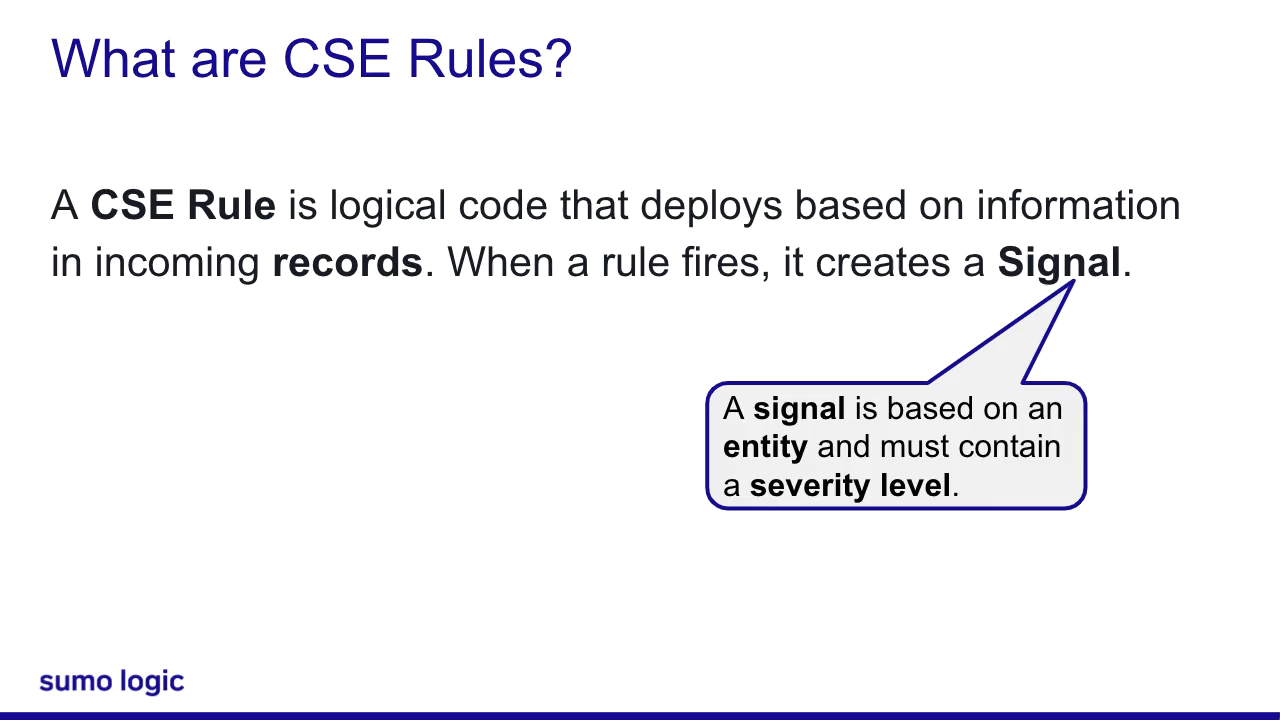 What are CSE Rules?
A CSE Rule is logical code that deploys based on information
in incoming records. When a rule fires, it creates a Signal.
A signal is based on an
entity and must contain
a severity level.
sumo logic